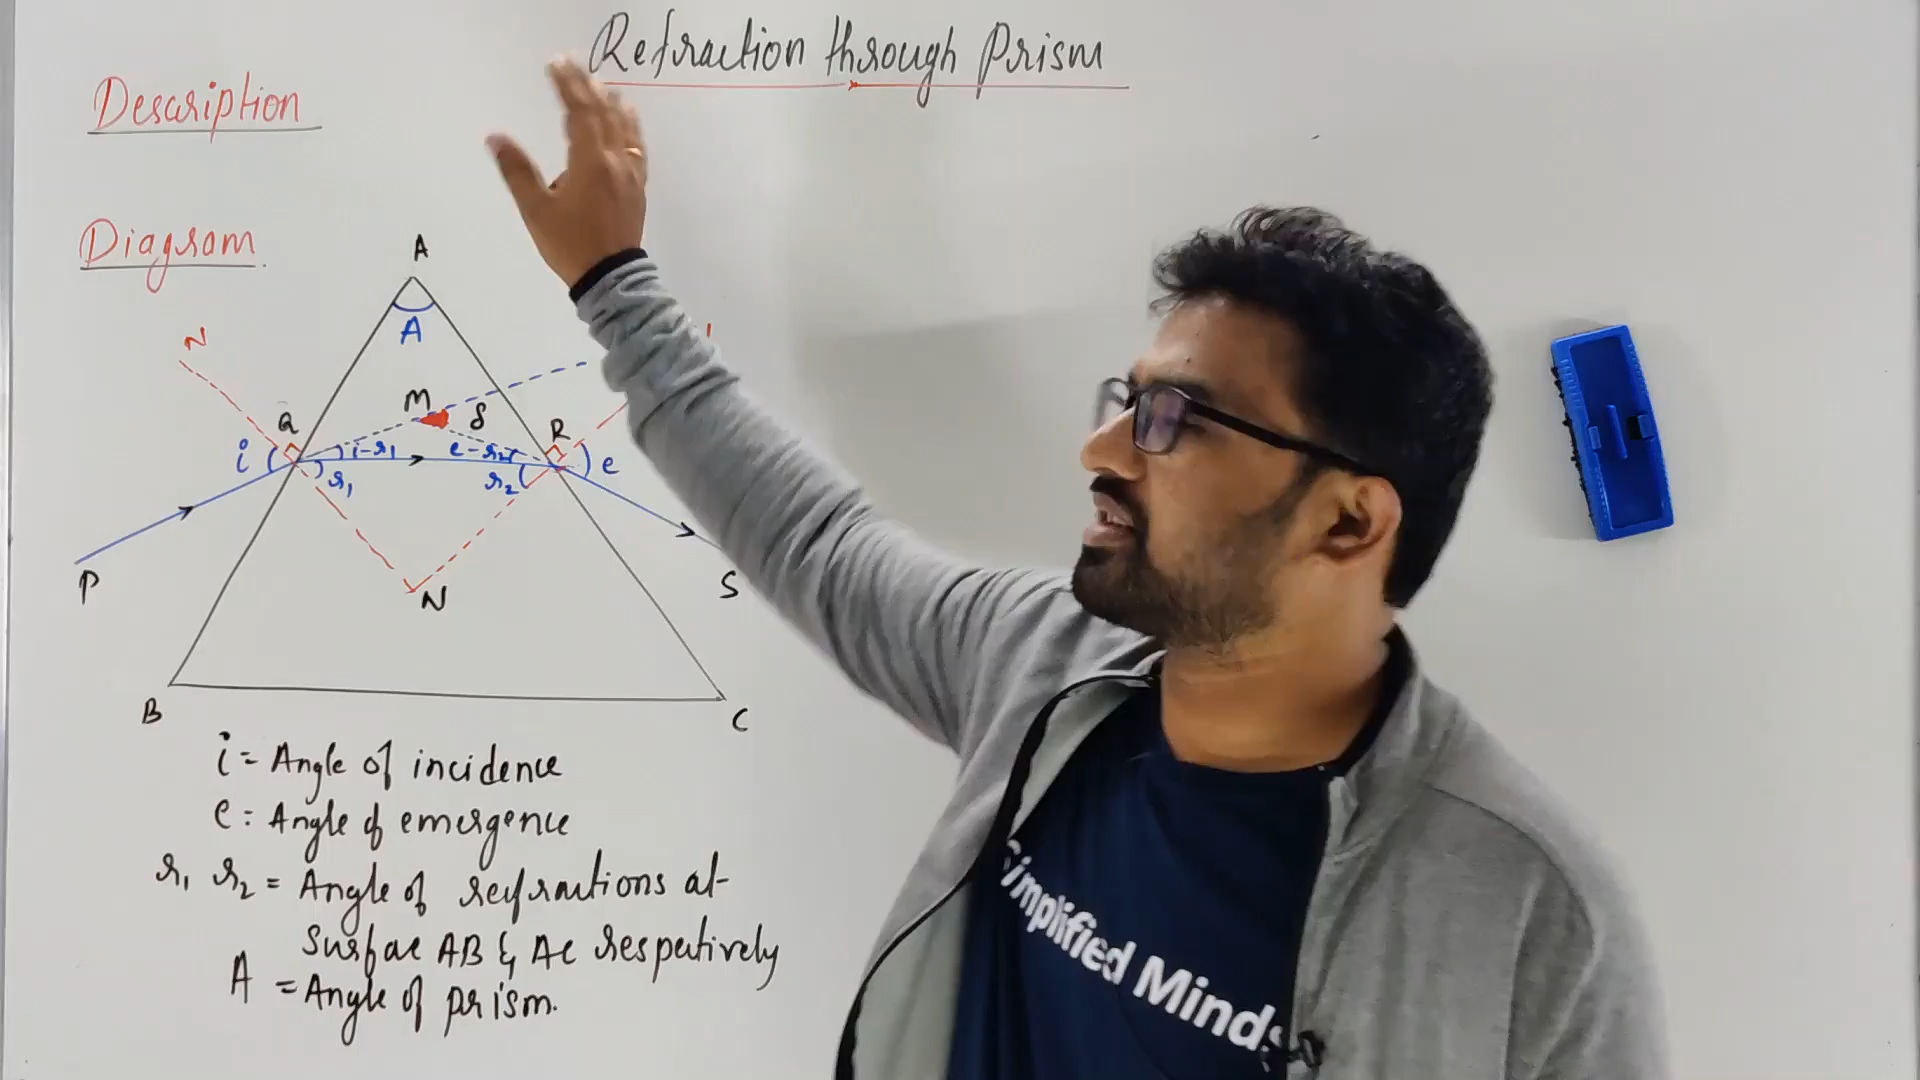 Refraction through Prism
Description
Diagram
A
A
N
M
δ
Q
R
i
i-r₁
e-r₂
e
r₁
r₂
P
N
S
B
C
i = Angle of incidence
e = Angle of emergence
r₁ r₂ = Angle of refractions at
Surface AB & AC respectively
A = Angle of prism.
Simplified Minds